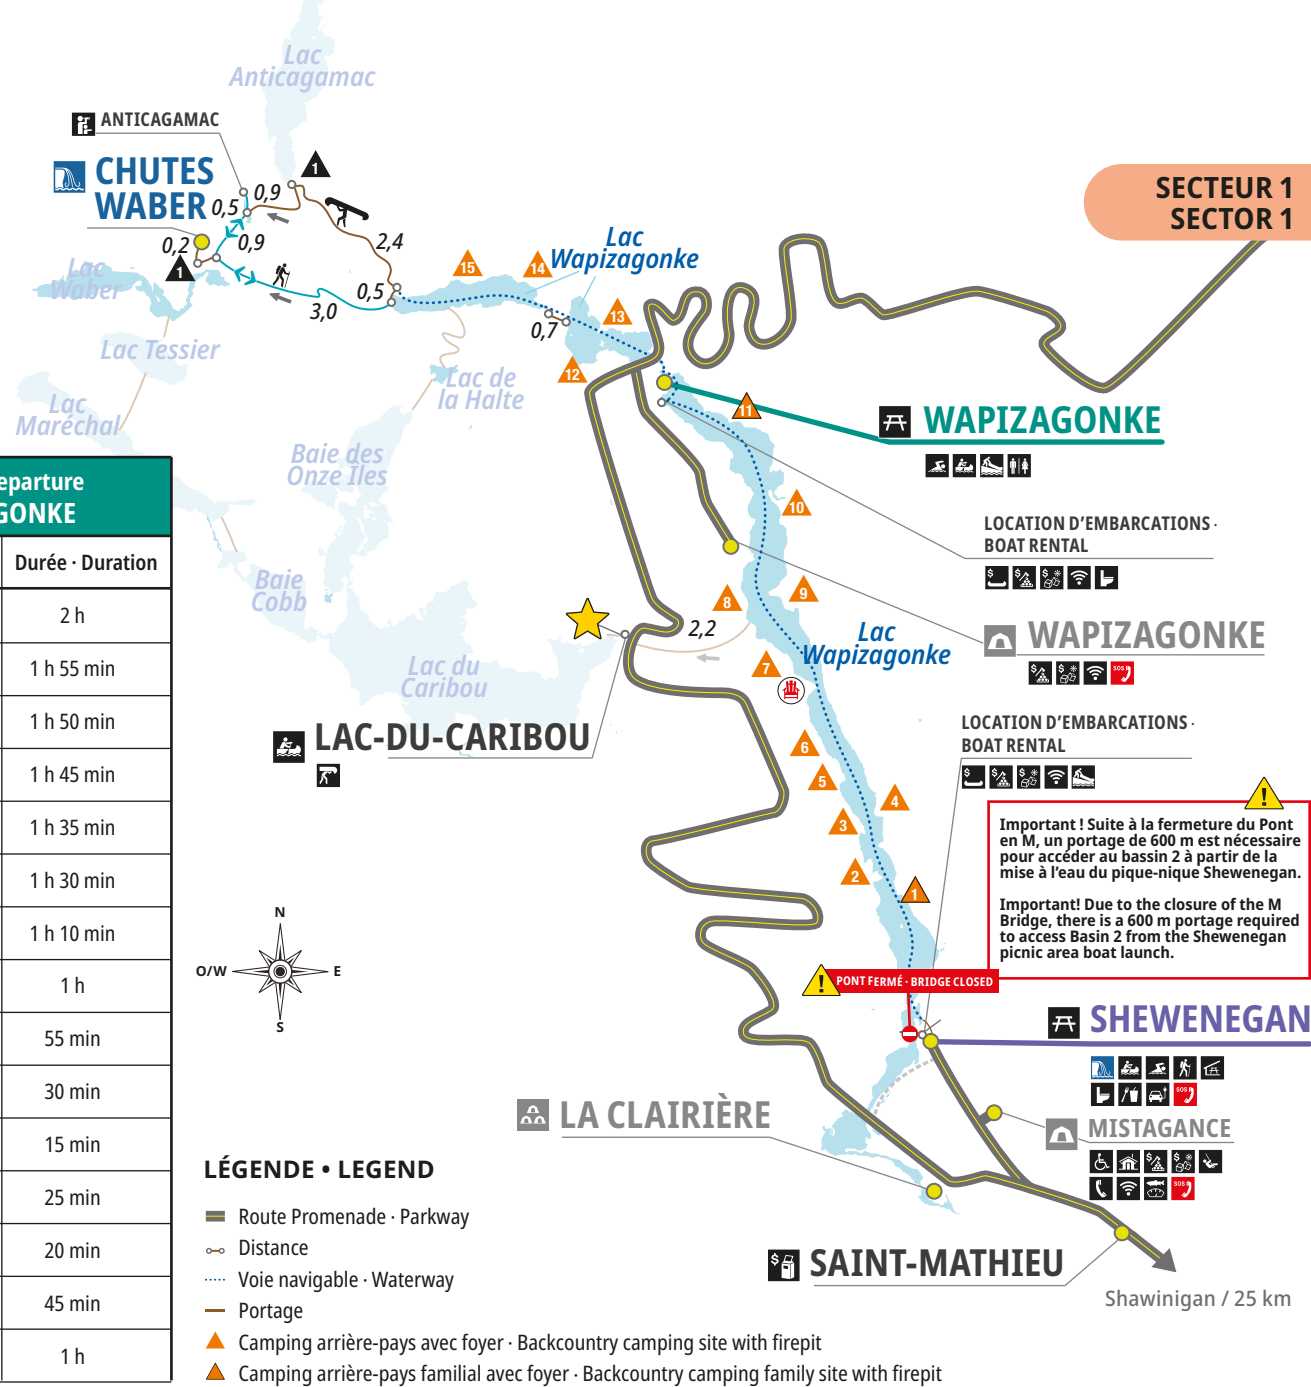 Lac
Anticagamac
ANTICAGAMAC
CHUTES
WABER
1
0,9
0,5
0,2
0,9
1
2,4
3,0
0,5
0,7
Lac
Waber
Lac Tessier
Lac
Maréchal
Lac
Wapizagonke
15
14
13
12
Lac de
la Halte
Baie des
Onze Îles
Baie
Cobb
Lac du
Caribou
SECTEUR 1
SECTOR 1
11
WAPIZAGONKE
10
LOCATION D'EMBARCATIONS ·
BOAT RENTAL
$ $ $
9
8
2,2
Lac
Wapizagonke
WAPIZAGONKE
$ $ SOS
7
LAC-DU-CARIBOU
6
5
4
3
2
1
LOCATION D'EMBARCATIONS ·
BOAT RENTAL
$ $ $
!
Important ! Suite à la fermeture du Pont
en M, un portage de 600 m est nécessaire
pour accéder au bassin 2 à partir de la
mise à l'eau du pique-nique Shewenegan.
Important! Due to the closure of the M
Bridge, there is a 600 m portage required
to access Basin 2 from the Shewenegan
picnic area boat launch.
! PONT FERMÉ · BRIDGE CLOSED
SHEWENEGAN
SOS
MISTAGANCE
$ $
SOS
LA CLAIRIÈRE
$ SAINT-MATHIEU
Shawinigan / 25 km
N
O/W
E
S
eparture
GONKE
Durée · Duration
2 h
1 h 55 min
1 h 50 min
1 h 45 min
1 h 35 min
1 h 30 min
1 h 10 min
1 h
55 min
30 min
15 min
25 min
20 min
45 min
1 h
LÉGENDE • LEGEND
Route Promenade · Parkway
Distance
Voie navigable · Waterway
Portage
Camping arrière-pays avec foyer · Backcountry camping site with firepit
Camping arrière-pays familial avec foyer · Backcountry camping family site with firepit